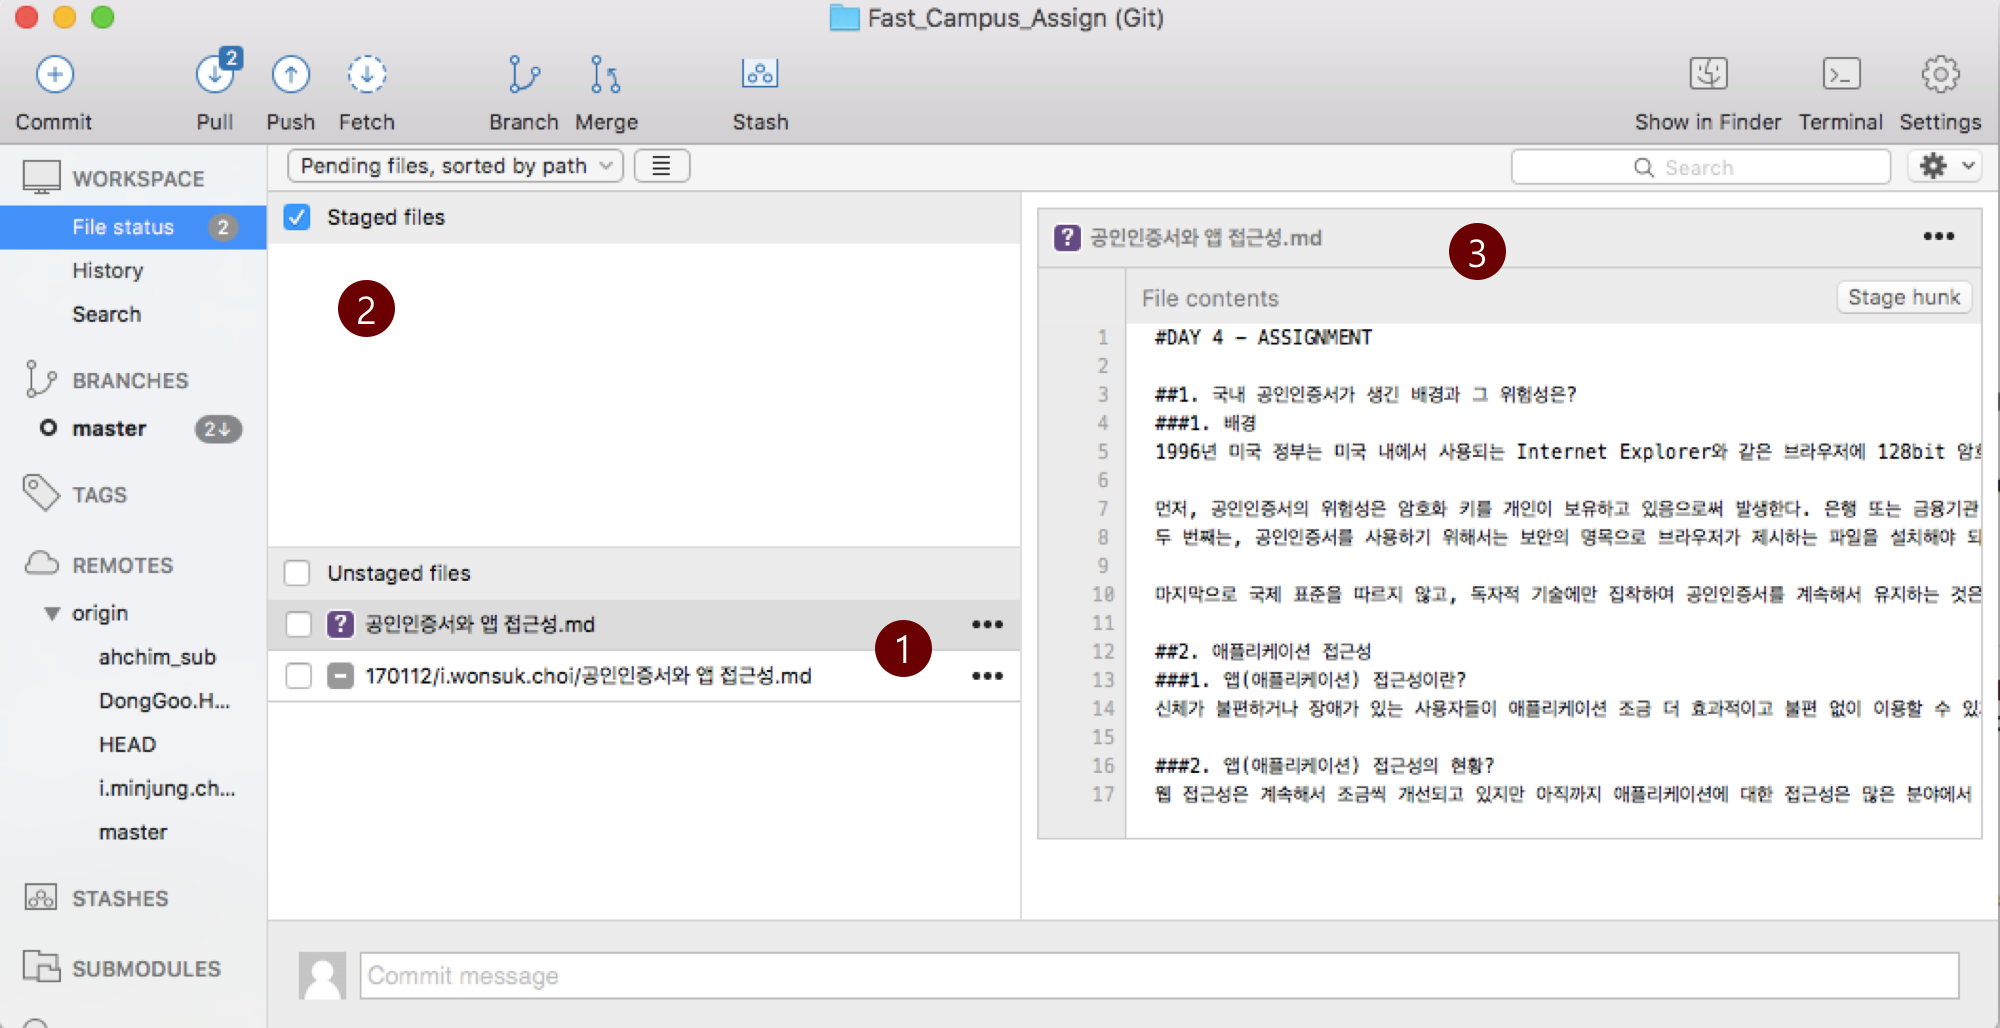 Fast_Campus_Assign (Git)
2
Commit
Pull
Push
Fetch
Branch
Merge
Stash
Show in Finder
Terminal
Settings
WORKSPACE
File status
2
History
Search
BRANCHES
master
2↓
TAGS
REMOTES
origin
ahchim_sub
DongGoo.H...
HEAD
i.minjung.ch...
master
STASHES
SUBMODULES
Pending files, sorted by path
Search
Staged files
2
Unstaged files
? 공인인증서와 앱 접근성.md
1
170112/i.wonsuk.choi/공인인증서와 앱 접근성.md
? 공인인증서와 앱 접근성.md
3
File contents
Stage hunk
1 #DAY 4 - ASSIGNMENT
2
3 ##1. 국내 공인인증서가 생긴 배경과 그 위험성은?
4 ###1. 배경
5 1996년 미국 정부는 미국 내에서 사용되는 Internet Explorer와 같은 브라우저에 128bit
6
7 먼저, 공인인증서의 위험성은 암호화 키를 개인이 보유하고 있음으로써 발생한다. 은행 또는 금융기관
8 두 번째는, 공인인증서를 사용하기 위해서는 보안의 명목으로 브라우저가 제시하는 파일을 설치해야 되
9
10 마지막으로 국제 표준을 따르지 않고, 독자적 기술에만 집착하여 공인인증서를 계속해서 유지하는 것은
11
12 ##2. 애플리케이션 접근성
13 ###1. 앱(애플리케이션) 접근성이란?
14 신체가 불편하거나 장애가 있는 사용자들이 애플리케이션 조금 더 효과적이고 불편 없이 이용할 수
15
16 ###2. 앱(애플리케이션) 접근성의 현황?
17 웹 접근성은 계속해서 조금씩 개선되고 있지만 아직까지 애플리케이션에 대한 접근성은 많은 분야에서
Commit message